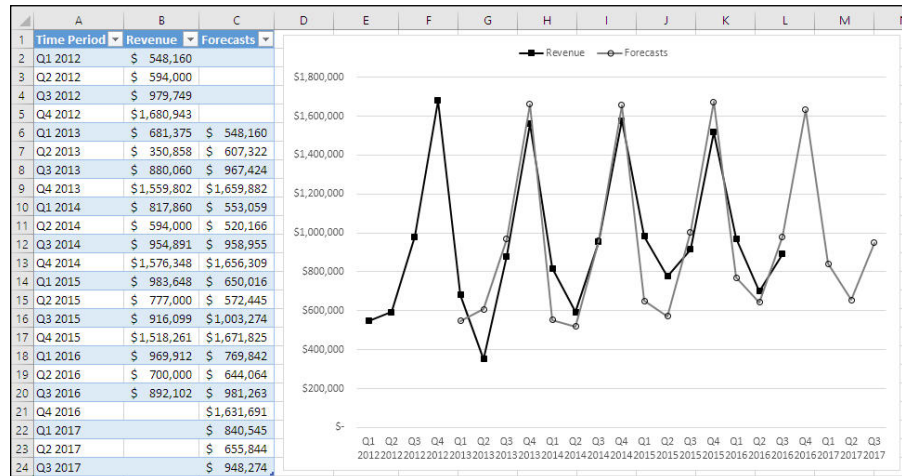 A B C D E F G H I J K L M N
1 Time Period Revenue Forecasts
2 Q1 2012 $ 548,160
3 Q2 2012 $ 594,000
4 Q3 2012 $ 979,749
5 Q4 2012 $1,680,943
6 Q1 2013 $ 681,375 $ 548,160
7 Q2 2013 $ 350,858 $ 607,322
8 Q3 2013 $ 880,060 $ 967,424
9 Q4 2013 $1,559,802 $1,659,882
10 Q1 2014 $ 817,860 $ 553,059
11 Q2 2014 $ 594,000 $ 520,166
12 Q3 2014 $ 954,891 $ 958,955
13 Q4 2014 $1,576,348 $1,656,309
14 Q1 2015 $ 983,648 $ 650,016
15 Q2 2015 $ 777,000 $ 572,445
16 Q3 2015 $ 916,099 $1,003,274
17 Q4 2015 $1,518,261 $1,671,825
18 Q1 2016 $ 969,912 $ 769,842
19 Q2 2016 $ 700,000 $ 644,064
20 Q3 2016 $ 892,102 $ 981,263
21 Q4 2016 $1,631,691
22 Q1 2017 $ 840,545
23 Q2 2017 $ 655,844
24 Q3 2017 $ 948,274
Revenue Forecasts
$1,800,000
$1,600,000
$1,400,000
$1,200,000
$1,000,000
$800,000
$600,000
$400,000
$200,000
$-
Q1 Q2 Q3 Q4 Q1 Q2 Q3 Q4 Q1 Q2 Q3 Q4 Q1 Q2 Q3 Q4 Q1 Q2 Q3 Q4 Q1 Q2 Q3
2012 2012 2012 2012 2013 2013 2013 2013 2014 2014 2014 2014 2015 2015 2015 2015 2016 2016 2016 2016 2017 2017 2017